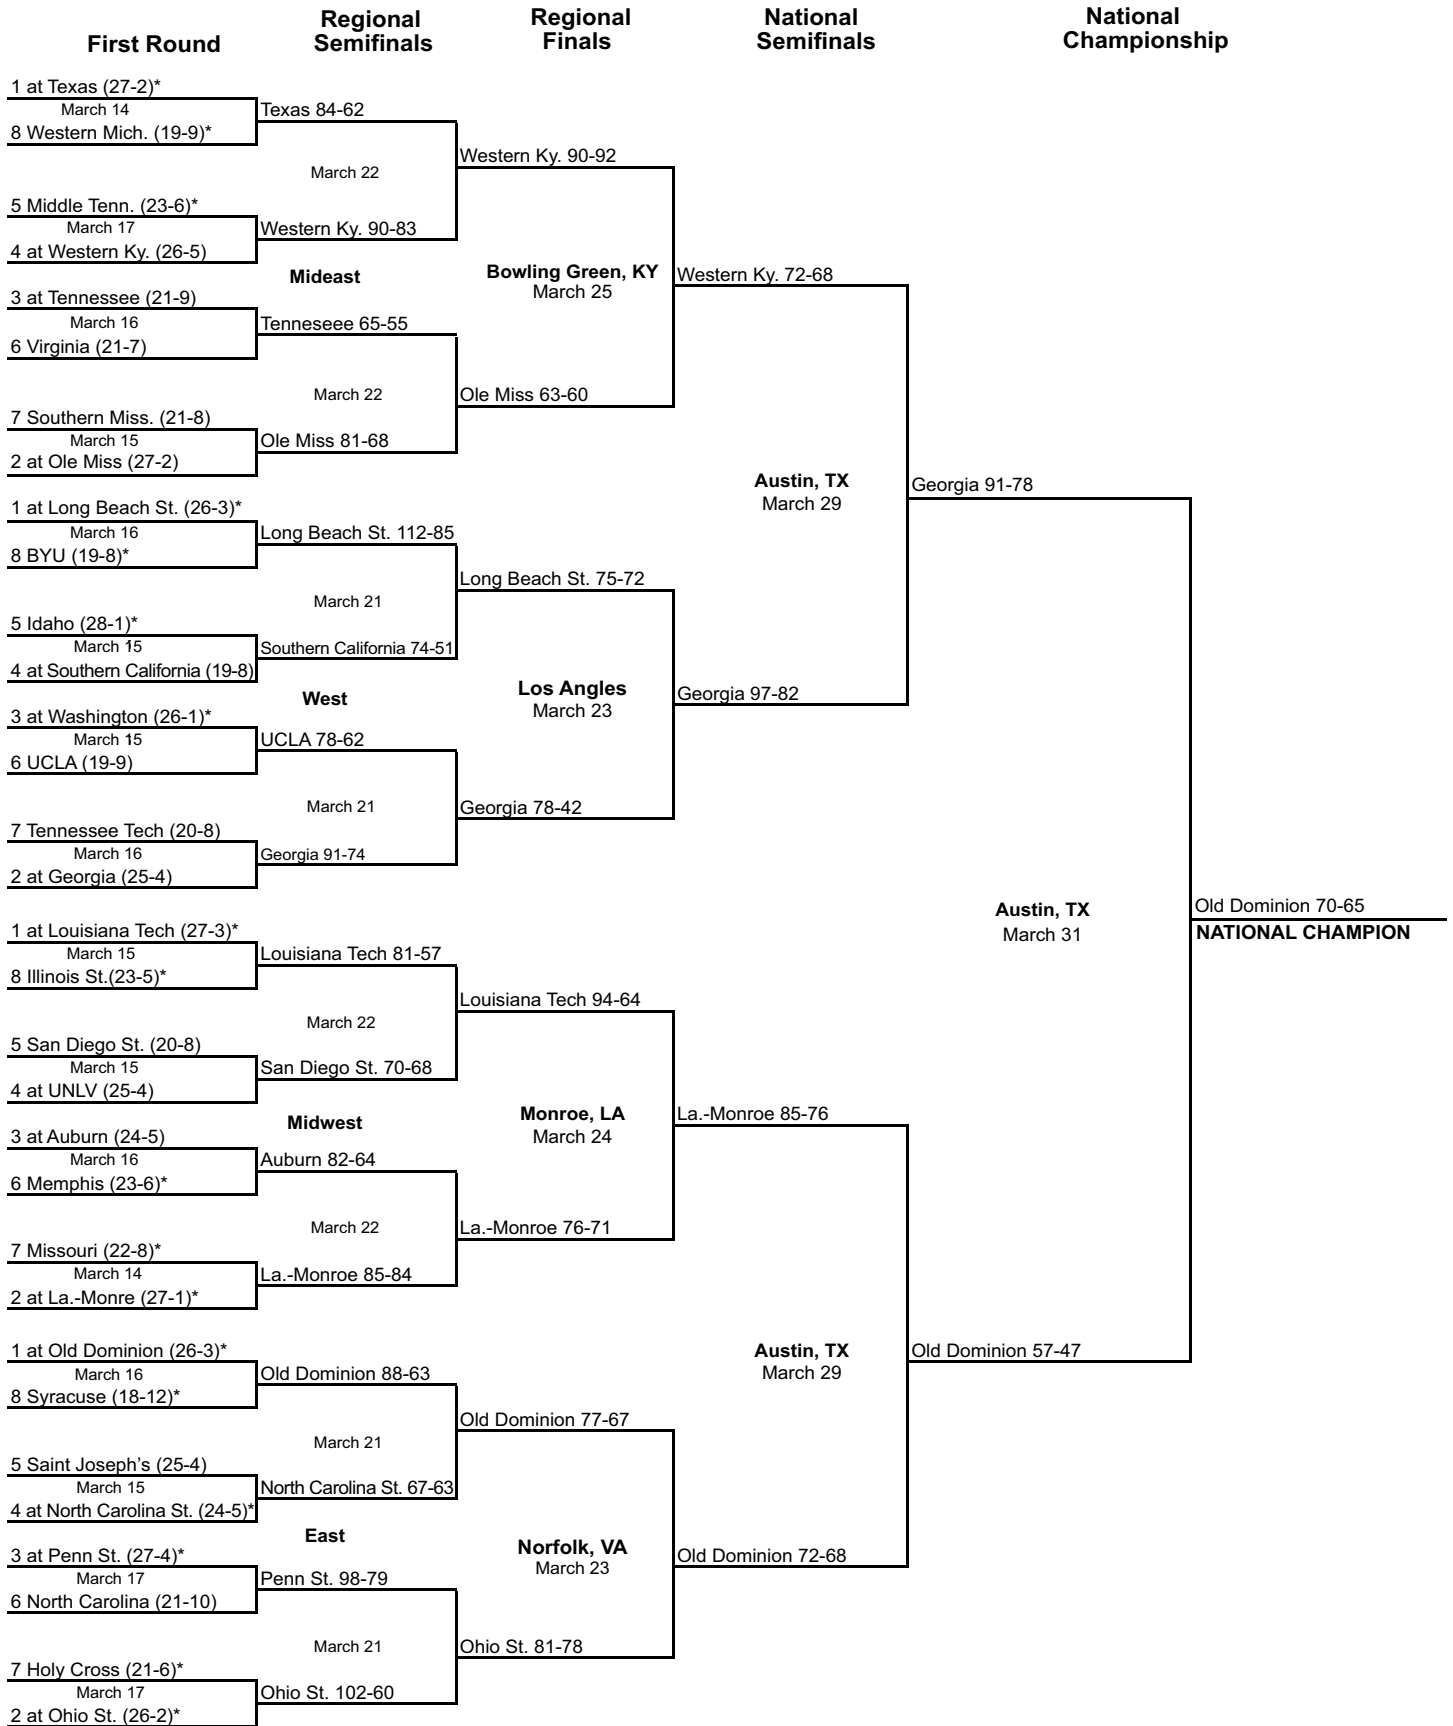 First Round
Regional
Semifinals
Regional
Finals
National
Semifinals
National
Championship
1 at Texas (27-2)*
March 14
8 Western Mich. (19-9)*
Texas 84-62
March 22
Western Ky. 90-92
5 Middle Tenn. (23-6)*
March 17
4 at Western Ky. (26-5)
Western Ky. 90-83
Mideast
Bowling Green, KY
March 25
Western Ky. 72-68
3 at Tennessee (21-9)
March 16
6 Virginia (21-7)
Tenneseee 65-55
March 22
Ole Miss 63-60
7 Southern Miss. (21-8)
March 15
2 at Ole Miss (27-2)
Ole Miss 81-68
Austin, TX
March 29
Georgia 91-78
1 at Long Beach St. (26-3)*
March 16
8 BYU (19-8)*
Long Beach St. 112-85
March 21
Long Beach St. 75-72
5 Idaho (28-1)*
March 15
4 at Southern California (19-8)
Southern California 74-51
West
Los Angles
March 23
Georgia 97-82
3 at Washington (26-1)*
March 15
6 UCLA (19-9)
UCLA 78-62
March 21
Georgia 78-42
7 Tennessee Tech (20-8)
March 16
2 at Georgia (25-4)
Georgia 91-74
Austin, TX
March 31
Old Dominion 70-65
NATIONAL CHAMPION
1 at Louisiana Tech (27-3)*
March 15
8 Illinois St.(23-5)*
Louisiana Tech 81-57
March 22
Louisiana Tech 94-64
5 San Diego St. (20-8)
March 15
4 at UNLV (25-4)
San Diego St. 70-68
Midwest
Monroe, LA
March 24
La.-Monroe 85-76
3 at Auburn (24-5)
March 16
6 Memphis (23-6)*
Auburn 82-64
March 22
La.-Monroe 76-71
7 Missouri (22-8)*
March 14
2 at La.-Monre (27-1)*
La.-Monroe 85-84
Austin, TX
March 29
Old Dominion 57-47
1 at Old Dominion (26-3)*
March 16
8 Syracuse (18-12)*
Old Dominion 88-63
March 21
Old Dominion 77-67
5 Saint Joseph's (25-4)
March 15
4 at North Carolina St. (24-5)*
North Carolina St. 67-63
East
Norfolk, VA
March 23
Old Dominion 72-68
3 at Penn St. (27-4)*
March 17
6 North Carolina (21-10)
Penn St. 98-79
March 21
Ohio St. 81-78
7 Holy Cross (21-6)*
March 17
2 at Ohio St. (26-2)*
Ohio St. 102-60